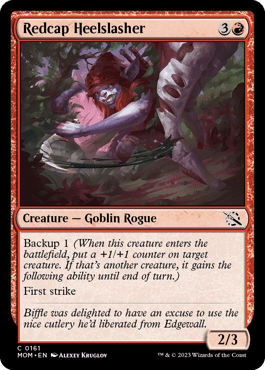 Redcap Heelslasher 3
Creature — Goblin Rogue
Backup 1 (When this creature enters the
battlefield, put a +1/+1 counter on target
creature. If that's another creature, it gains the
following ability until end of turn.)
First strike
Biffle was delighted to have an excuse to use the
nice cutlery he'd liberated from Edgewall.
2/3
C 0161
MOM • EN ALEXEY KRUGLOV
™ & © 2023 Wizards of the Coast